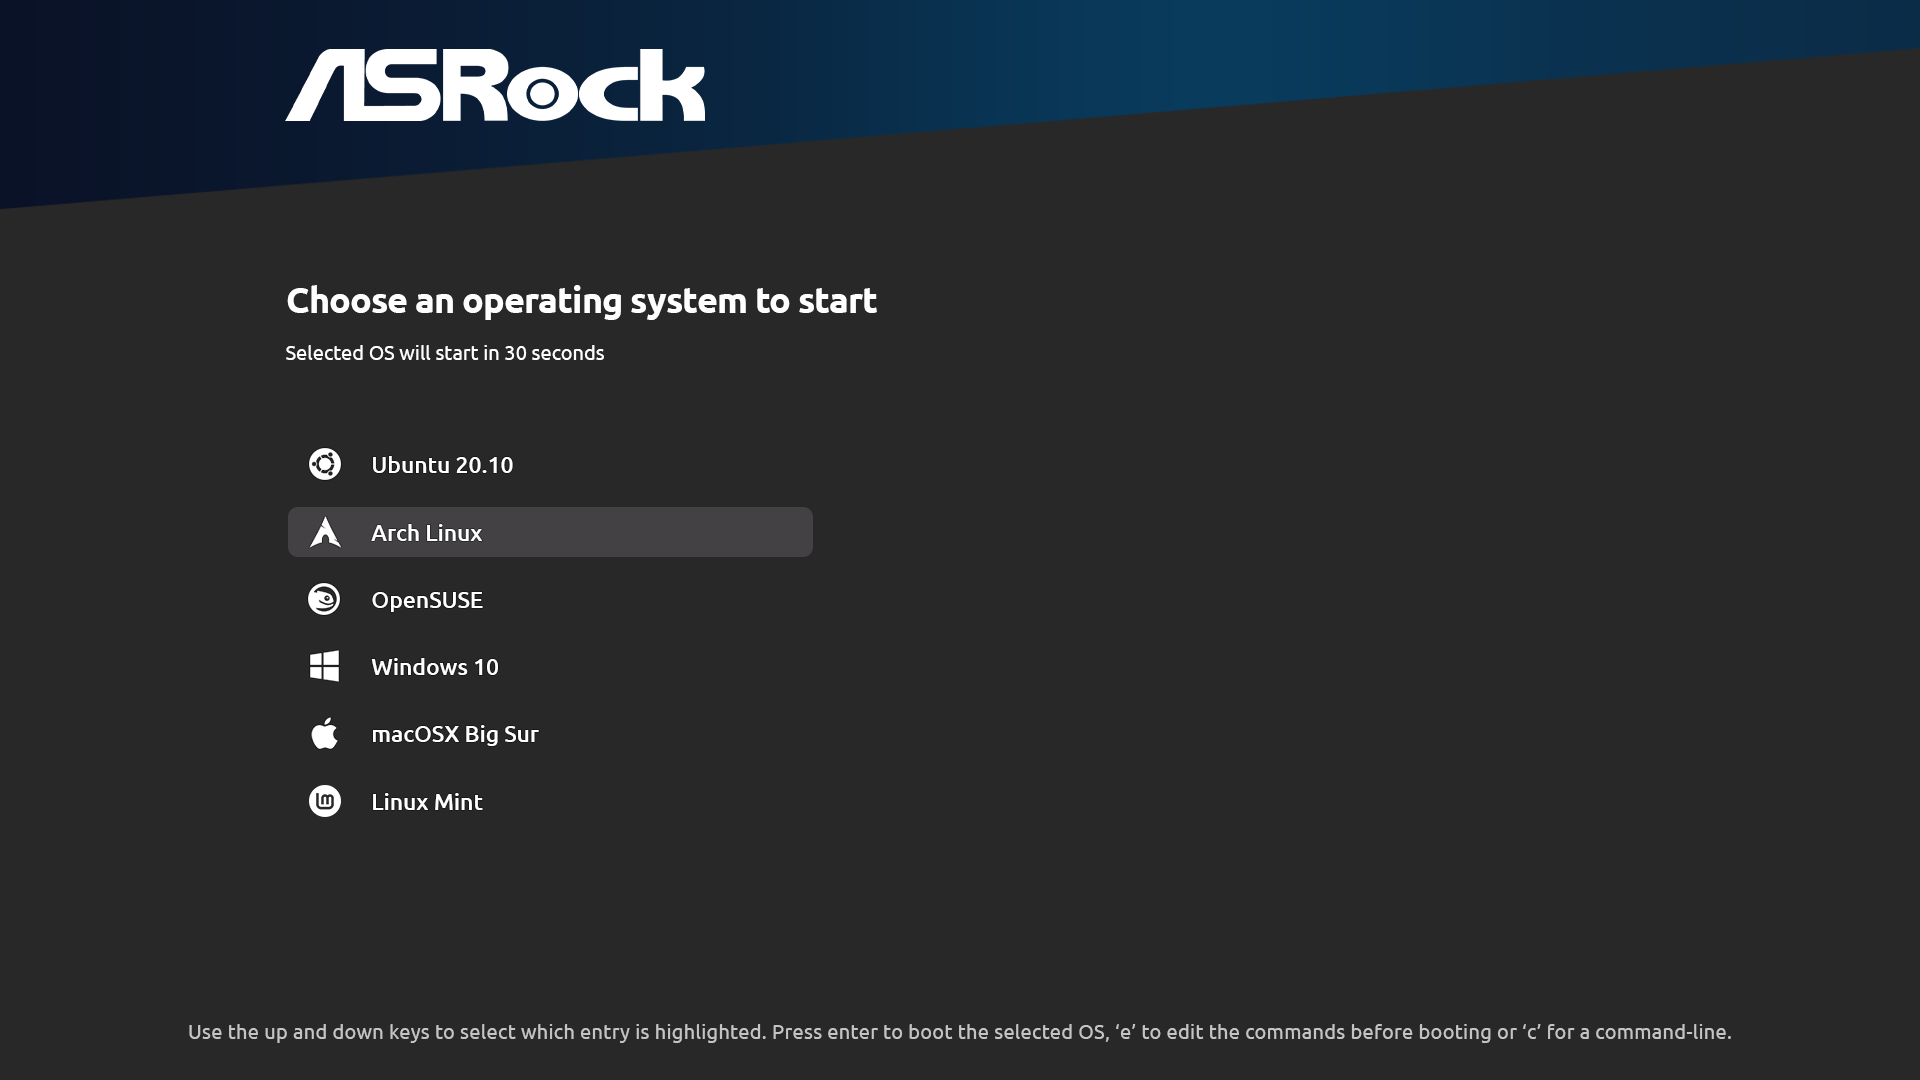 ASRock
Choose an operating system to start
Selected OS will start in 30 seconds
Ubuntu 20.10
Arch Linux
OpenSUSE
Windows 10
macOSX Big Sur
Linux Mint
Use the up and down keys to select which entry is highlighted. Press enter to boot the selected OS, ‘e’ to edit the commands before booting or ‘c’ for a command-line.